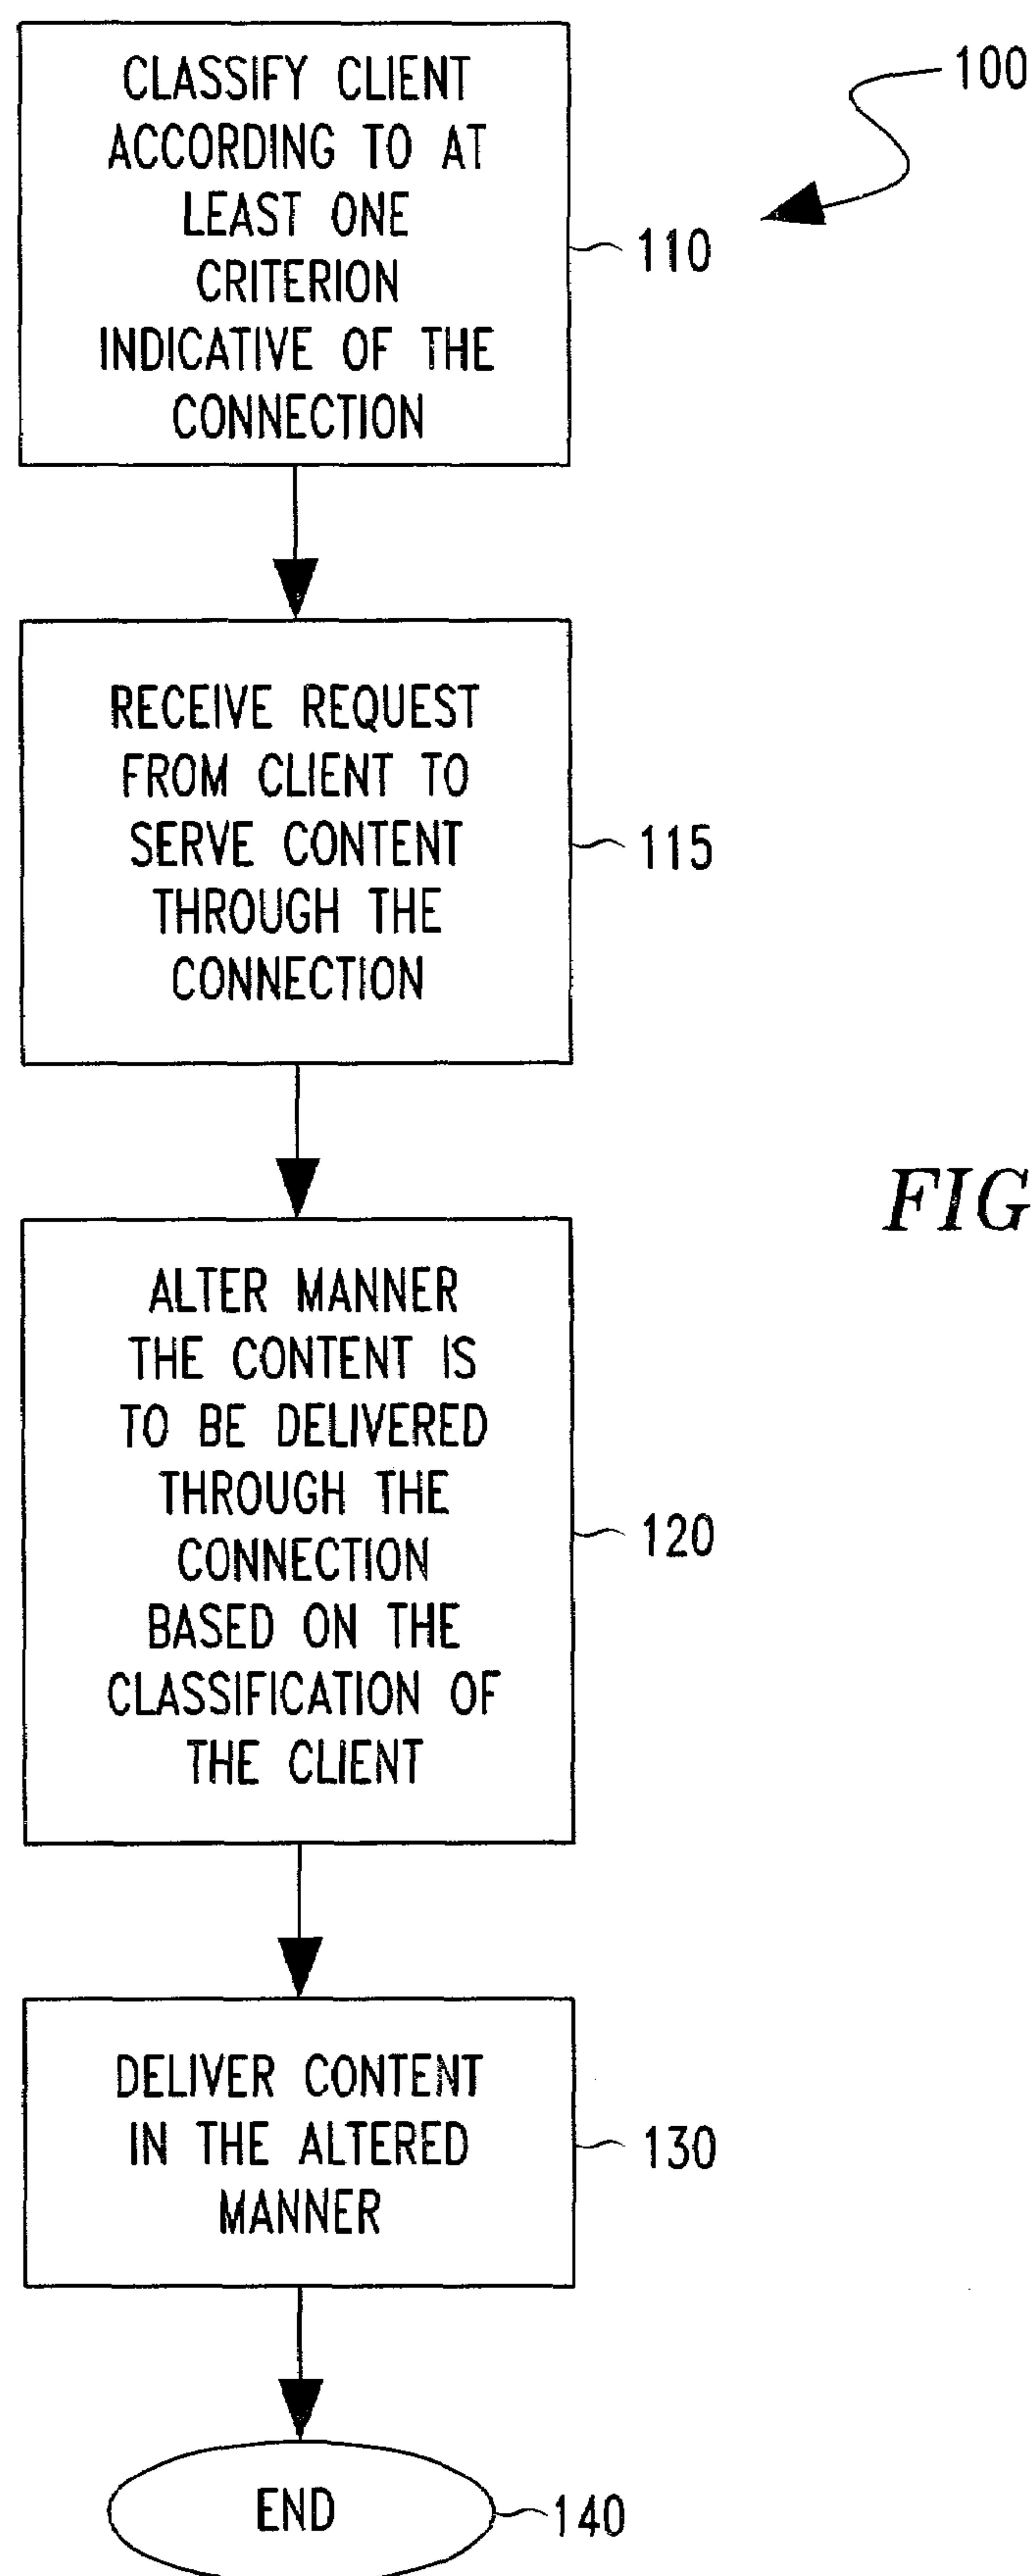 CLASSIFY CLIENT
ACCORDING TO AT
LEAST ONE
CRITERION
INDICATIVE OF THE
CONNECTION
100
110
RECEIVE REQUEST
FROM CLIENT TO
SERVE CONTENT
THROUGH THE
CONNECTION
115
FIG
ALTER MANNER
THE CONTENT IS
TO BE DELIVERED
THROUGH THE
CONNECTION
BASED ON THE
CLASSIFICATION OF
THE CLIENT
120
DELIVER CONTENT
IN THE ALTERED
MANNER
130
END
140